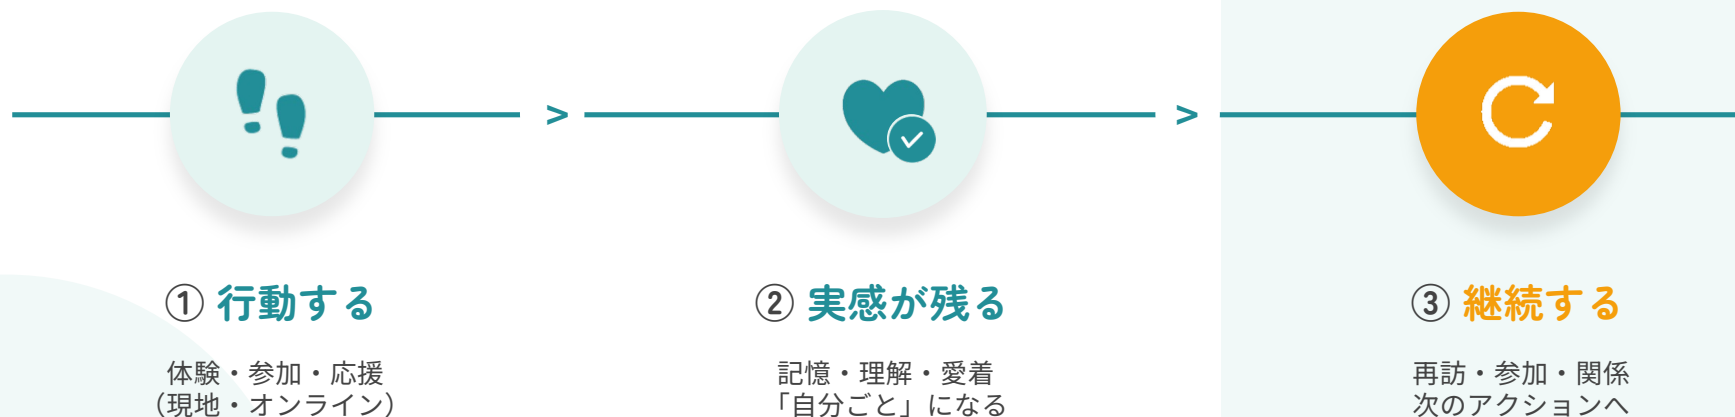 >
>
① 行動する
体験・参加・応援
（現地・オンライン）
② 実感が残る
記憶・理解・愛着
「自分ごと」になる
③ 継続する
再訪・参加・関係
次のアクションへ